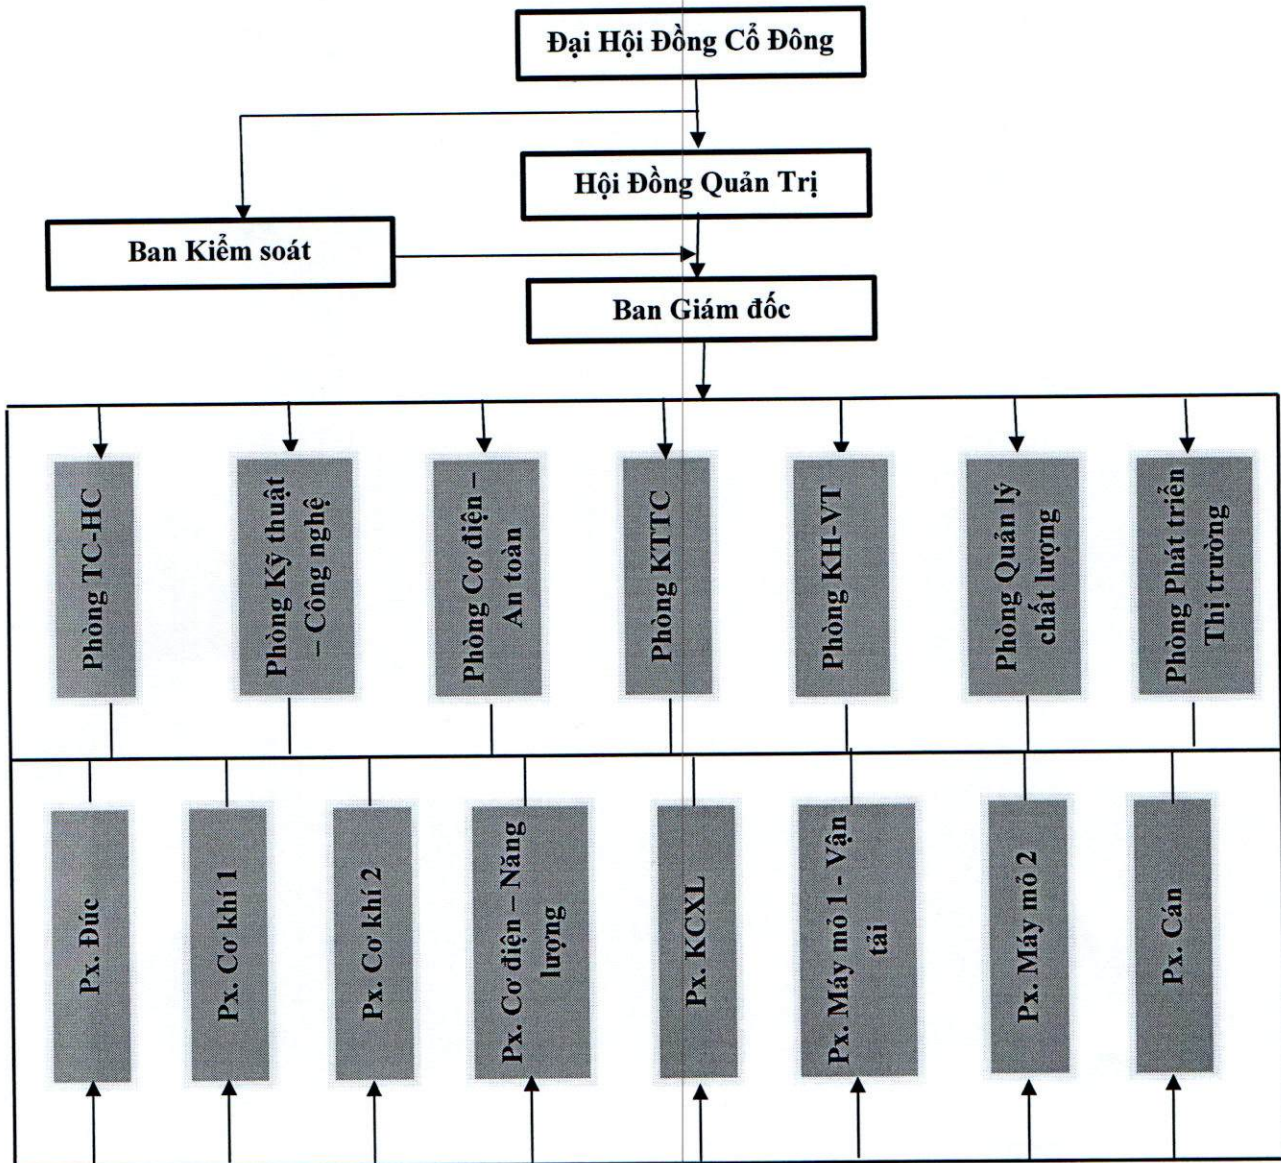 Đại Hội Đồng Cổ Đông
Hội Đồng Quản Trị
Ban Kiểm soát
Ban Giám đốc
Phòng TC-HC
Phòng Kỹ thuật
– Công nghệ
Phòng Cơ điện –
An toàn
Phòng KTTC
Phòng KH-VT
Phòng Quản lý
chất lượng
Phòng Phát triển
Thị trường
Px. Đúc
Px. Cơ khí 1
Px. Cơ khí 2
Px. Cơ điện – Năng
lượng
Px. KCXL
Px. Máy mỏ 1 - Vận
tải
Px. Máy mỏ 2
Px. Cán